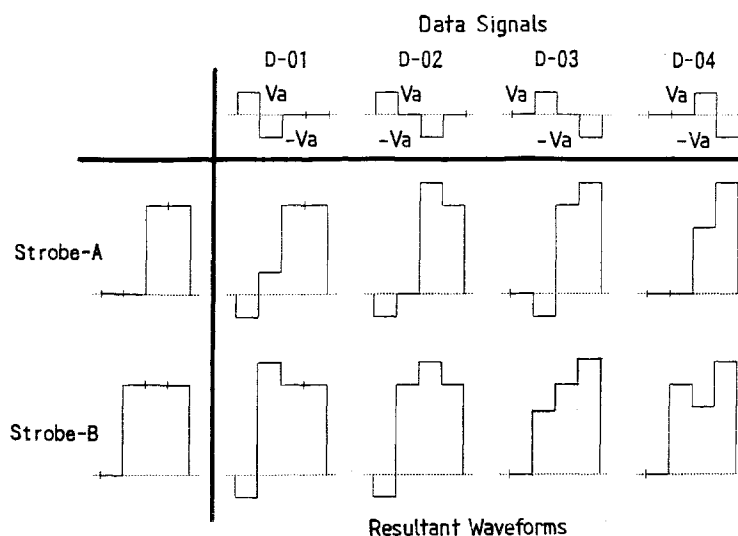 Data Signals
D-01 D-02 D-03 D-04
Va Va Va Va
-Va -Va -Va -Va
Strobe-A
Strobe-B
Resultant Waveforms